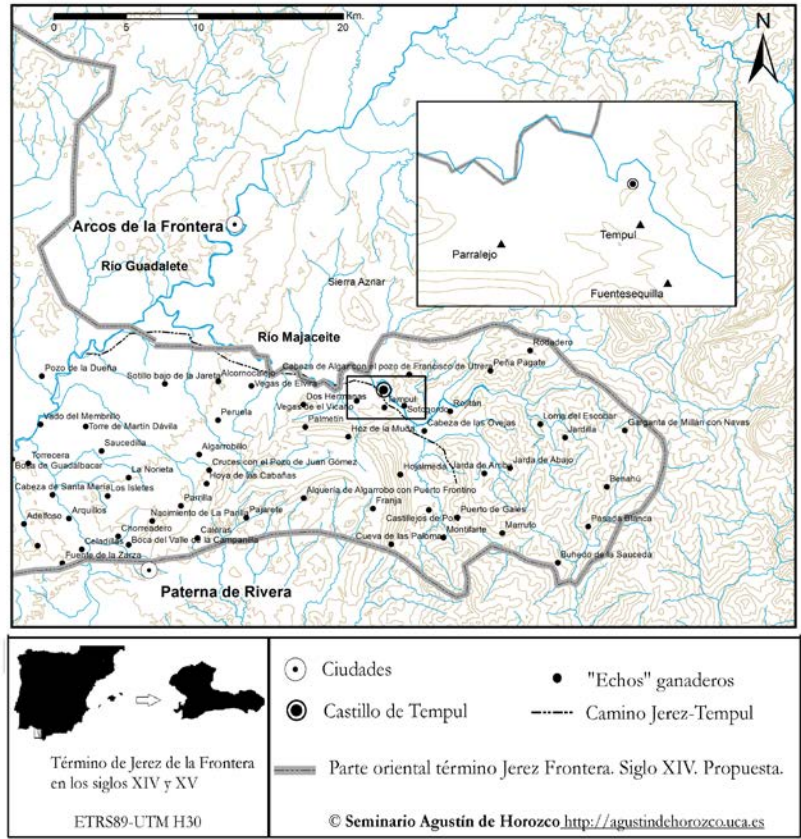 0 5 10 20 Km.
N
Arcos de la Frontera
Río Guadalete
Sierra Aznar
Río Majaceite
Parralejo
Tempul
Fuentesequilla
Rodadero
Cabeza de Algar con el pozo de Francisco de Utrera
Peña Pagate
Pozo de la Dueña
Sotillo bajo de la Jareta
Alcornocalejo
Vegas de Elvira
Dos Hermanas
Tempul
Vegas de el Vicario
Sotogordo
Rojitán
Vado del Membrillo
Torre de Martín Dávila
Peruela
Palmetín
Hoz de la Muda
Cabeza de las Ovejas
Loma del Escobar
Jardilla
Garganta de Millán con Navas
Saucedilla
Algarrobillo
Torrecera
Boca de Guadalbacar
Cruces con el Pozo de Juan Gómez
La Norieta
Hoya de las Cabañas
Hojalmeda
Jarda de Arriba
Jarda de Abajo
Benahú
Cabeza de Santa María
Los Isletes
Parrilla
Alquería de Algarrobo con Puerto Frontino
Franja
Puerto de Galés
Adelfoso
Arquillos
Nacimiento de La Parilla
Pajarete
Castillejos de Potr
Pasada Blanca
Chorreadero
Celadillas
Boca del Valle de la Campanilla
Caleras
Cueva de las Palomas
Montifarte
Marrufo
Fuente de la Zarza
Buhedo de la Sauceda
Paterna de Rivera
Término de Jerez de la Frontera
en los siglos XIV y XV
ETRS89-UTM H30
Ciudades
"Echos" ganaderos
Castillo de Tempul
Camino Jerez-Tempul
Parte oriental término Jerez Frontera. Siglo XIV. Propuesta.
© Seminario Agustín de Horozco http://agustindehorozco.uca.es